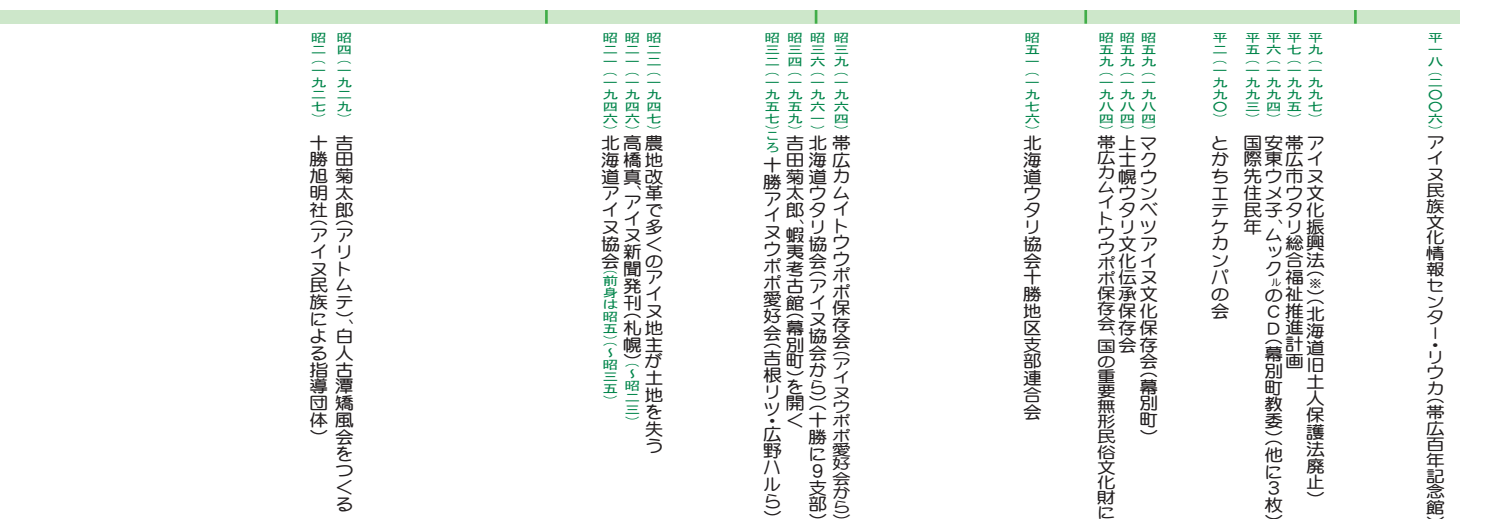 平一八(二〇〇六)アイヌ民族文化情報センター・リウカ(帯広百年記念館)
平九(一九九七)アイヌ文化振興法(※)(北海道旧土人保護法廃止)
平七(一九九五)帯広市ウタリ総合福祉推進計画
平六(一九九四)安東ウメ子、ムックㇽのCD(幕別町教委)(他に3枚)
平五(一九九三)国際先住民年
平二(一九九〇)とかちエテケカンパの会
昭五九(一九八四)マクウンベツアイヌ文化保存会(幕別町)
昭五九(一九八四)上士幌ウタリ文化伝承保存会
昭五九(一九八四)帯広カムイトウウポポ保存会、国の重要無形民俗文化財に
昭五一(一九七六)北海道ウタリ協会十勝地区支部連合会
昭三九(一九六四)帯広カムイトウウポポ保存会(アイヌウポポ愛好会から)
昭三六(一九六一)北海道ウタリ協会(アイヌ協会から)(十勝に9支部)
昭三四(一九五九)吉田菊太郎、蝦夷考古館(幕別町)を開く
昭三二(一九五七)ころ十勝アイヌウポポ愛好会(吉根リツ・広野ハルら)
昭二二(一九四七)農地改革で多くのアイヌ地主が土地を失う
昭二一(一九四六)高橋真、アイヌ新聞発刊(札幌)(~昭二三)
昭二一(一九四六)北海道アイヌ協会(前身は昭五)(~昭三五)
昭四(一九二九)吉田菊太郎(アリトムテ)、白人古潭矯風会をつくる
昭二(一九二七)十勝旭明社(アイヌ民族による指導団体)